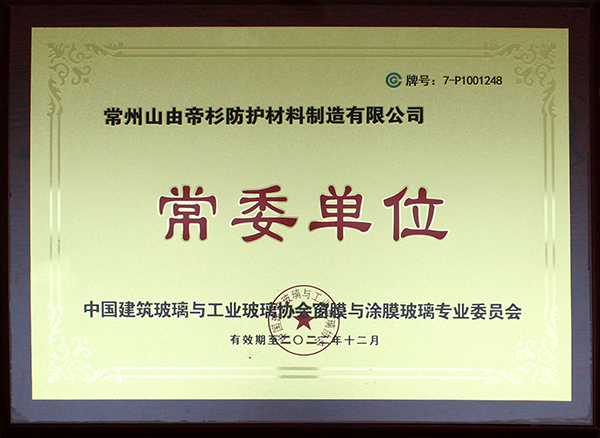 牌号：7-P1001248
常州山由帝杉防护材料制造有限公司
常委单位
中国建筑玻璃与工业玻璃协会窗膜与涂膜玻璃专业委员会
有效期至二〇二 年十二月